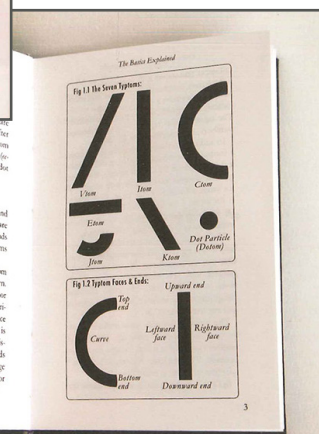 The Basics Explained
Fig 1.1 The Seven Typtoms:
Vtom
Itom
Ctom
Etom
Jtom
Ktom
Dot Particle
(Dotom)
Fig 1.2 Typtom Faces & Ends:
Top
end
Curve
Bottom
end
Upward end
Leftward
face
Rightward
face
Downward end
3